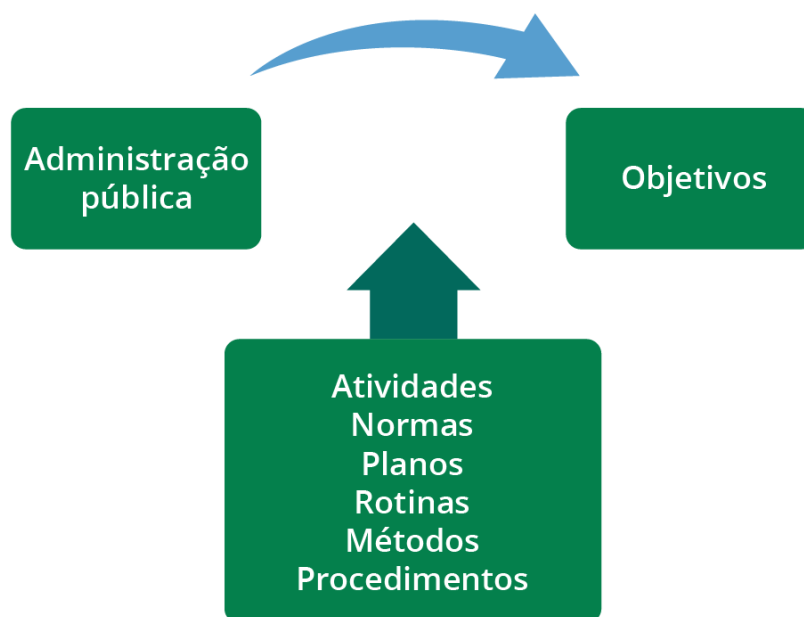 Administração
pública
Objetivos
Atividades
Normas
Planos
Rotinas
Métodos
Procedimentos